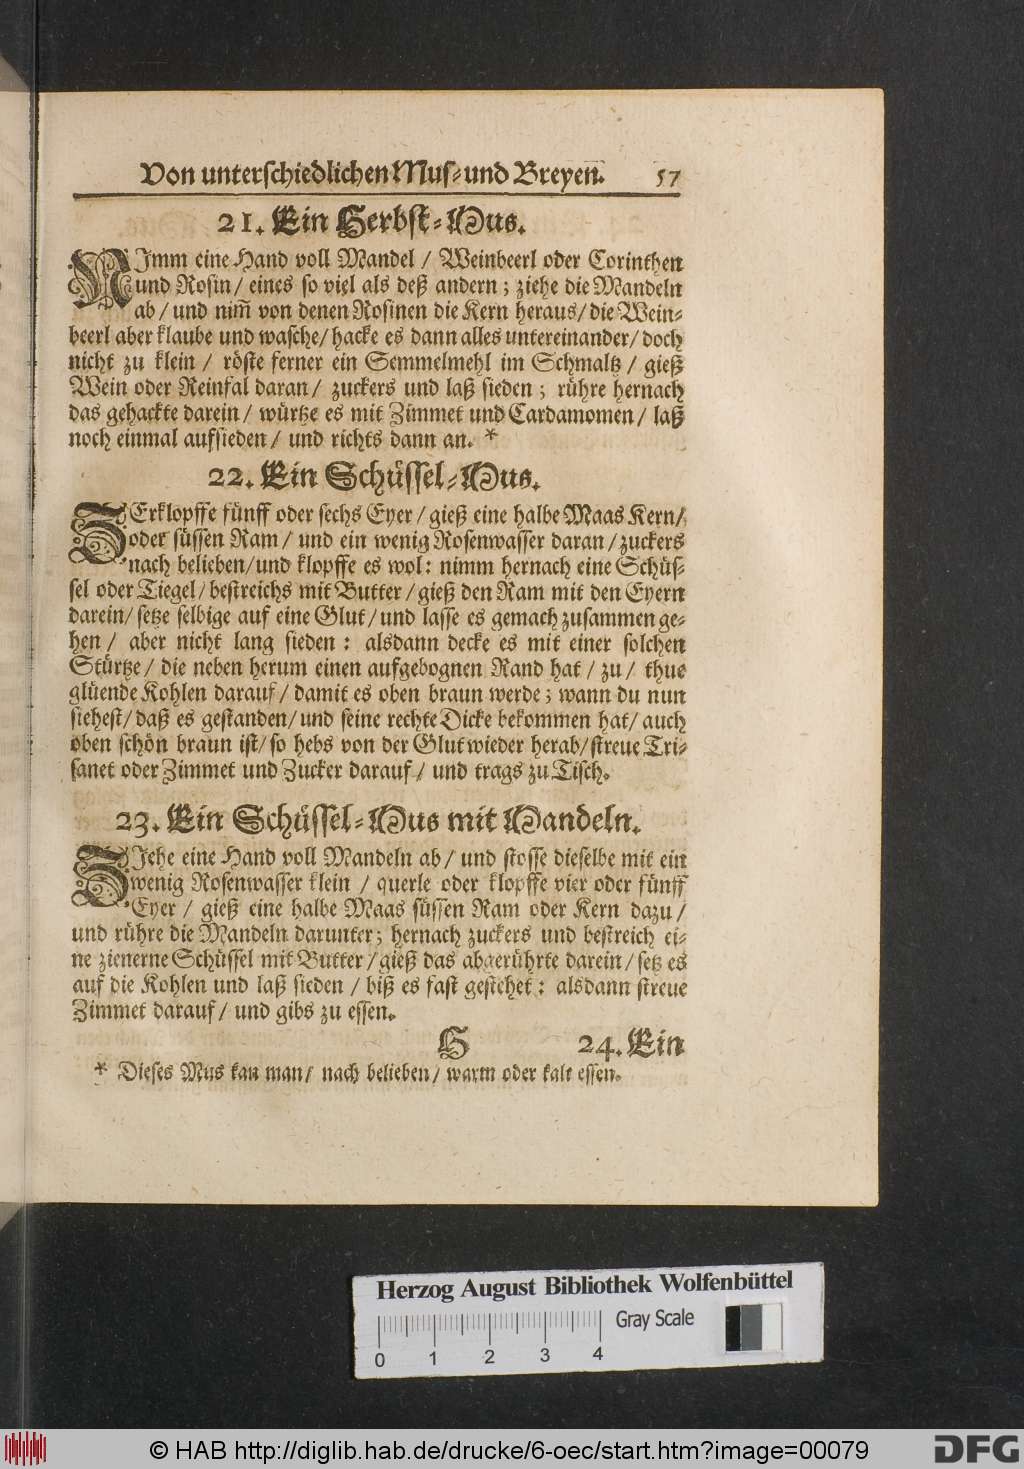 Von unterschiedlichen Mus- und Breyen. 57
21. Ein Herbst-Mus.
NImm eine Hand voll Mandel / Weinbeerl oder Corinthen
und Rosin / eines so viel als deß andern ; ziehe die Mandeln
ab / und nim̅ von denen Rosinen die Kern heraus / die Wein-
beerl aber klaube und wasche / hacke es dann alles untereinander / doch
nicht zu klein / röste ferner ein Semmelmehl im Schmaltz / gieß
Wein oder Reinfal daran / zuckers und laß sieden ; rühre hernach
das gehackte darein / würtze es mit Zimmet und Cardamomen / laß
noch einmal aufsieden / und richts dann an. *
22. Ein Schüssel-Mus.
ZErklopffe fünff oder sechs Eyer / gieß eine halbe Maas Kern /
oder süssen Ram / und ein wenig Rosenwasser daran / zuckers
nach belieben / und klopffe es wol : nimm hernach eine Schüs-
sel oder Tiegel / bestreichs mit Butter / gieß den Ram mit den Eyern
darein / setze selbige auf eine Glut / und lasse es gemach zusammen ge-
hen / aber nicht lang sieden : alsdann decke es mit einer solchen
Stürtze / die neben herum einen aufgebognen Rand hat / zu / thue
glüende Kohlen darauf / damit es oben braun werde ; wann du nun
siehest / daß es gestanden / und seine rechte Dicke bekommen hat / auch
oben schön braun ist / so hebs von der Glut wieder herab / streue Tri-
sanet oder Zimmet und Zucker darauf / und trags zu Tisch.
23. Ein Schüssel-Mus mit Mandeln.
ZIehe eine Hand voll Mandeln ab / und stosse dieselbe mit ein
wenig Rosenwasser klein / querle oder klopffe vier oder fünff
Eyer / gieß eine halbe Maas süssen Ram oder Kern dazu /
und rühre die Mandeln darunter ; hernach zuckers und bestreich ei-
ne zienerne Schüssel mit Butter / gieß das abgerührte darein / setz es
auf die Kohlen und laß sieden / biß es fast gestehet : alsdann streue
Zimmet darauf / und gibs zu essen.
H 24. Ein
* Dieses Mus kan man / nach belieben / warm oder kalt essen.
Herzog August Bibliothek Wolfenbüttel
Gray Scale
0 1 2 3 4
© HAB http://diglib.hab.de/drucke/6-oec/start.htm?image=00079
DFG